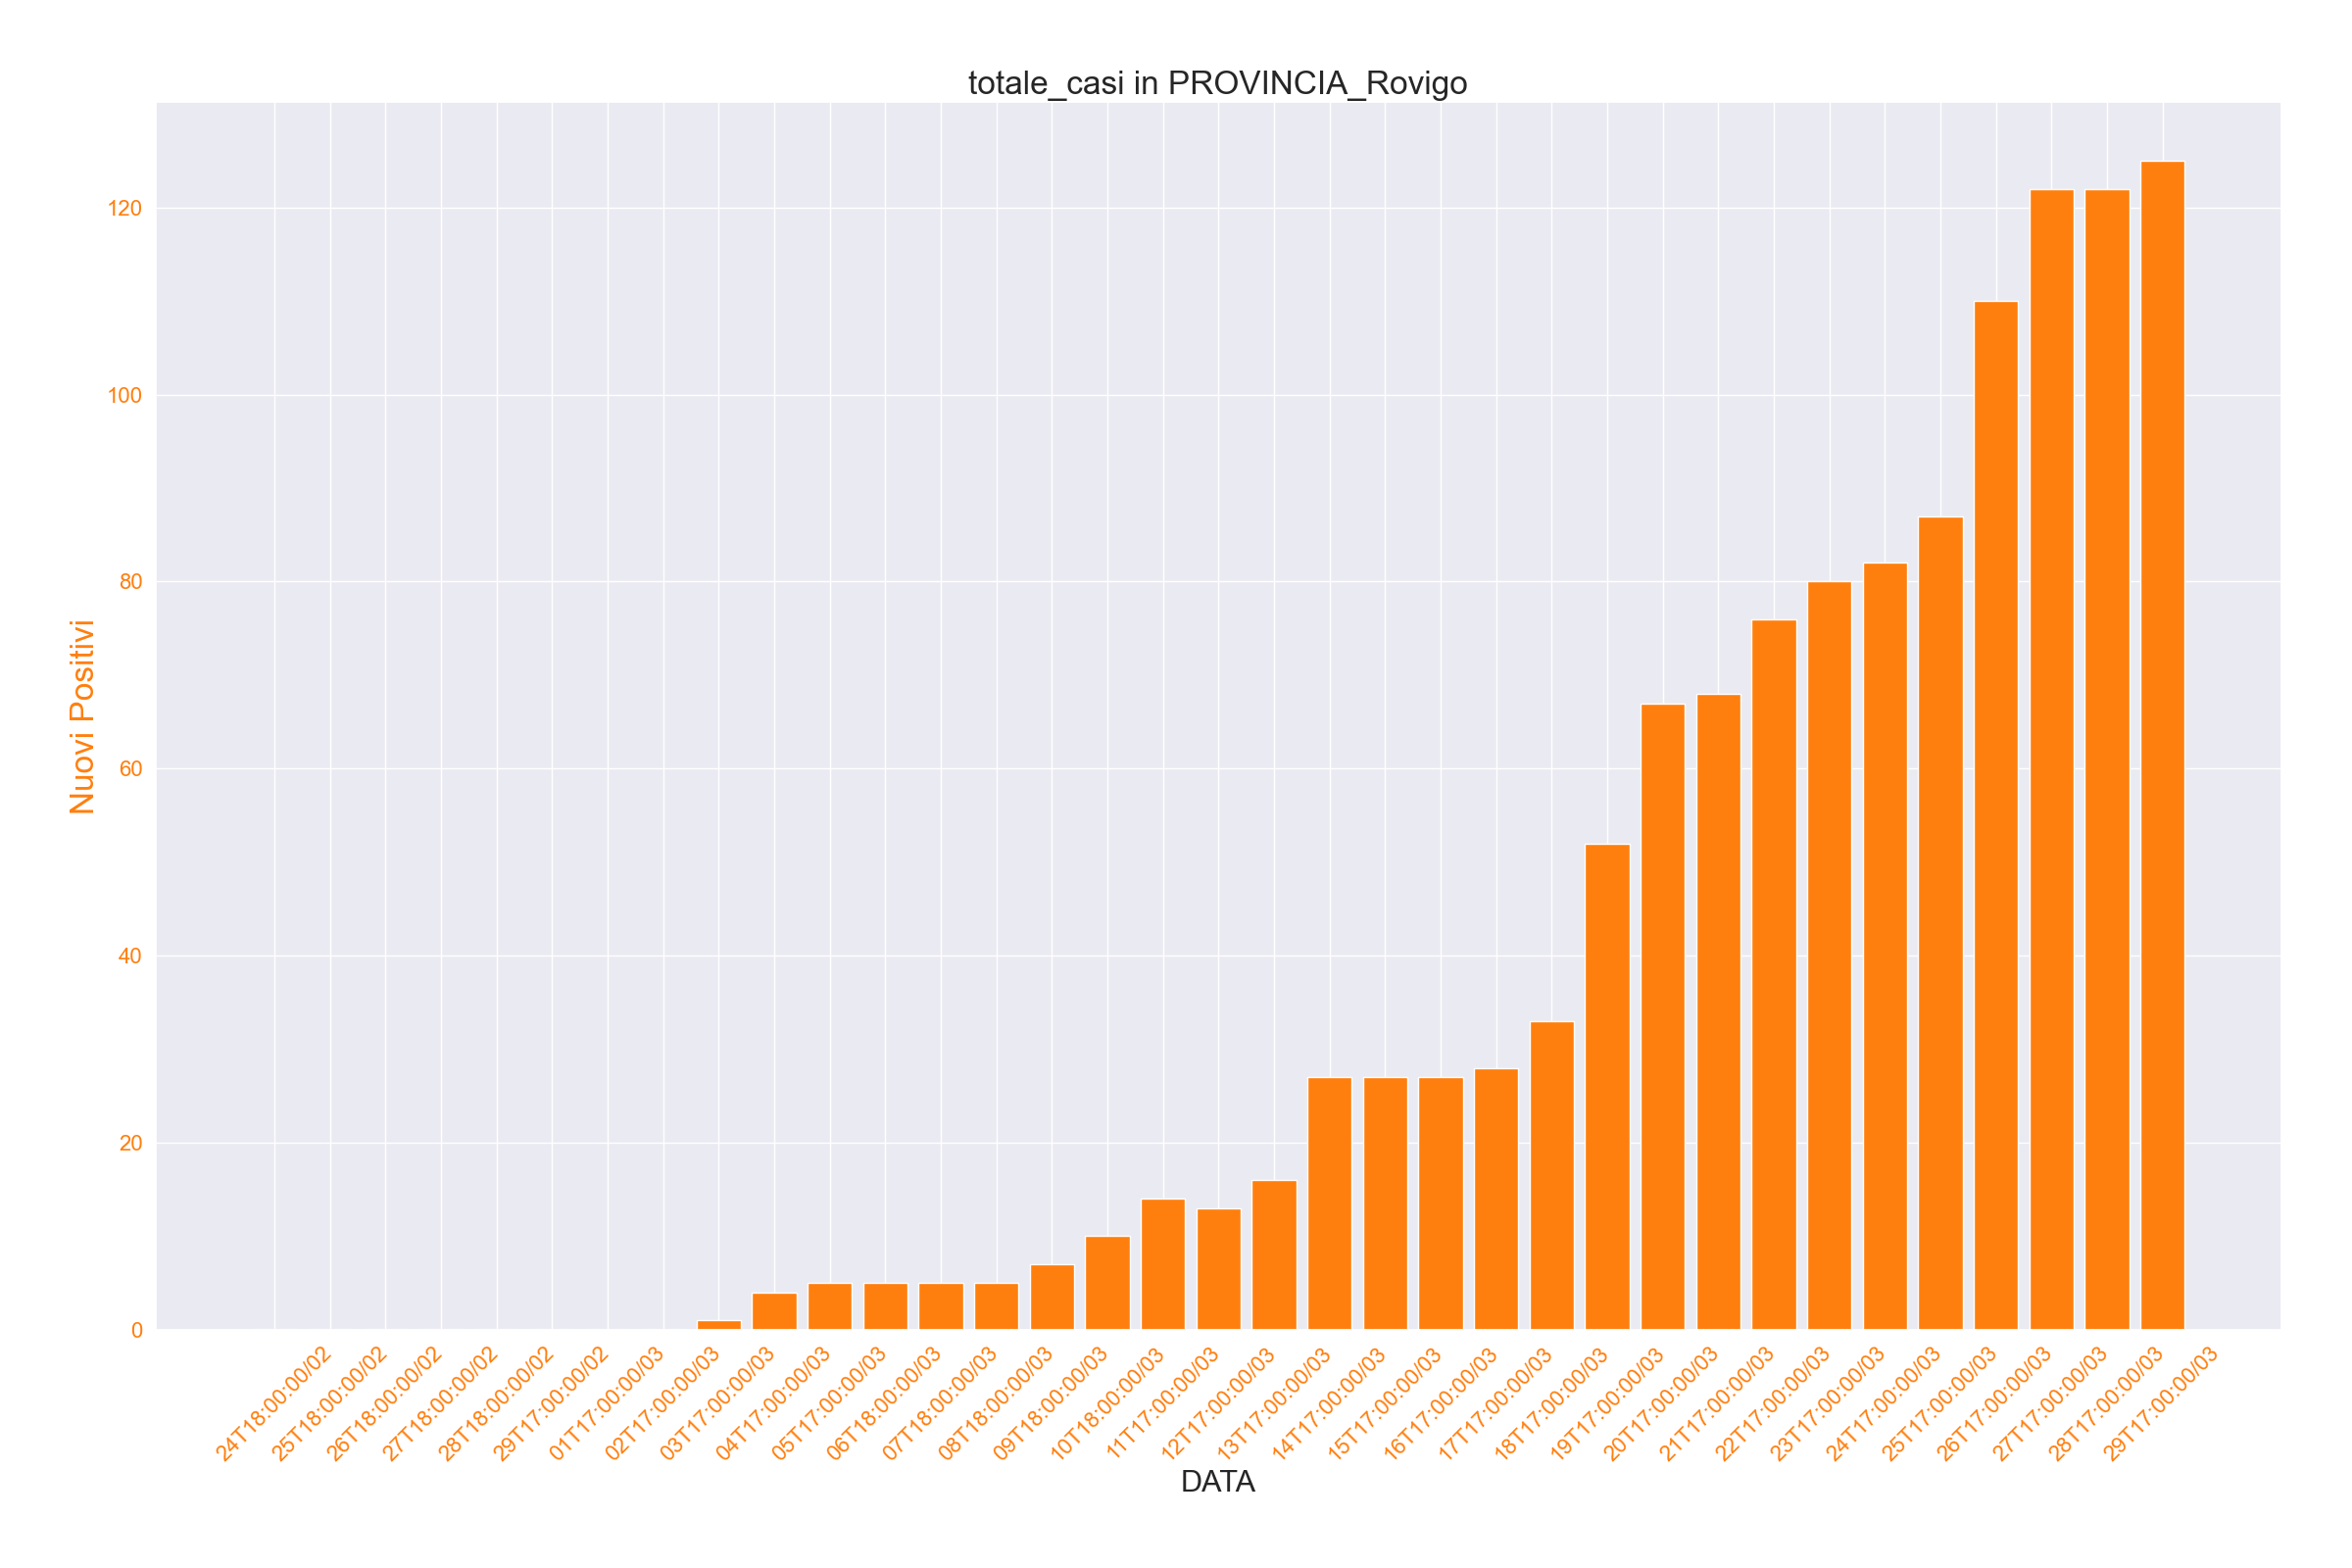 totale_casi in PROVINCIA_Rovigo
Nuovi Positivi
120
100
80
60
40
20
0
24T18:00:00/02
25T18:00:00/02
26T18:00:00/02
27T18:00:00/02
28T18:00:00/02
29T17:00:00/02
01T17:00:00/03
02T17:00:00/03
03T17:00:00/03
04T17:00:00/03
05T17:00:00/03
06T18:00:00/03
07T18:00:00/03
08T18:00:00/03
09T18:00:00/03
10T18:00:00/03
11T17:00:00/03
12T17:00:00/03
13T17:00:00/03
14T17:00:00/03
15T17:00:00/03
16T17:00:00/03
17T17:00:00/03
18T17:00:00/03
19T17:00:00/03
20T17:00:00/03
21T17:00:00/03
22T17:00:00/03
23T17:00:00/03
24T17:00:00/03
25T17:00:00/03
26T17:00:00/03
27T17:00:00/03
28T17:00:00/03
29T17:00:00/03
DATA